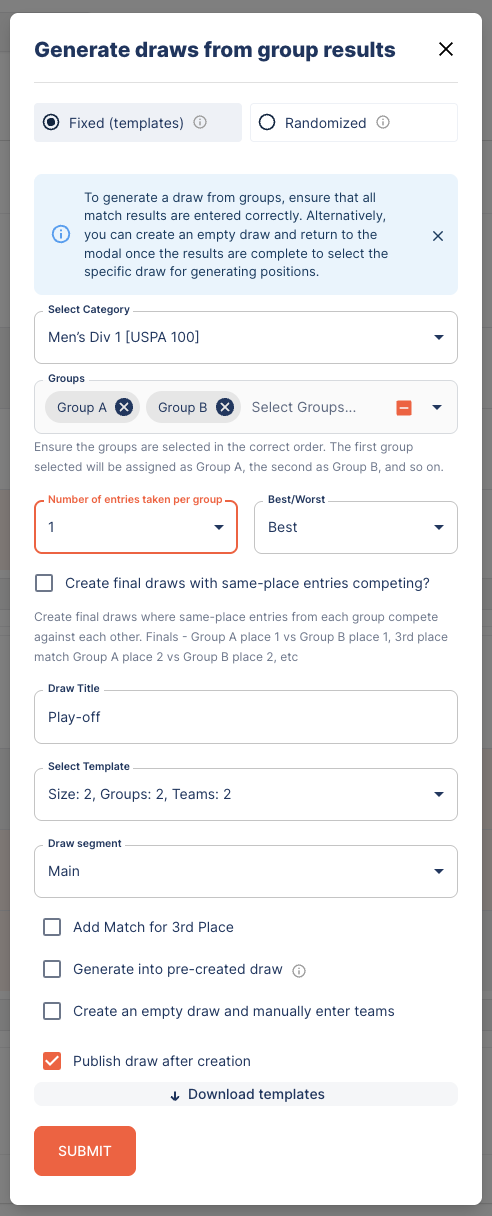 Generate draws from group results
Fixed (templates)
Randomized
To generate a draw from groups, ensure that all
match results are entered correctly. Alternatively,
you can create an empty draw and return to the
modal once the results are complete to select the
specific draw for generating positions.
Select Category
Men's Div 1 [USPA 100]
Groups
Group A
Group B
Select Groups...
Ensure the groups are selected in the correct order. The first group
selected will be assigned as Group A, the second as Group B, and so on.
Number of entries taken per group
1
Best/Worst
Best
Create final draws with same-place entries competing?
Create final draws where same-place entries from each group compete
against each other. Finals - Group A place 1 vs Group B place 1, 3rd place
match Group A place 2 vs Group B place 2, etc
Draw Title
Play-off
Select Template
Size: 2, Groups: 2, Teams: 2
Draw segment
Main
Add Match for 3rd Place
Generate into pre-created draw
Create an empty draw and manually enter teams
Publish draw after creation
Download templates
SUBMIT